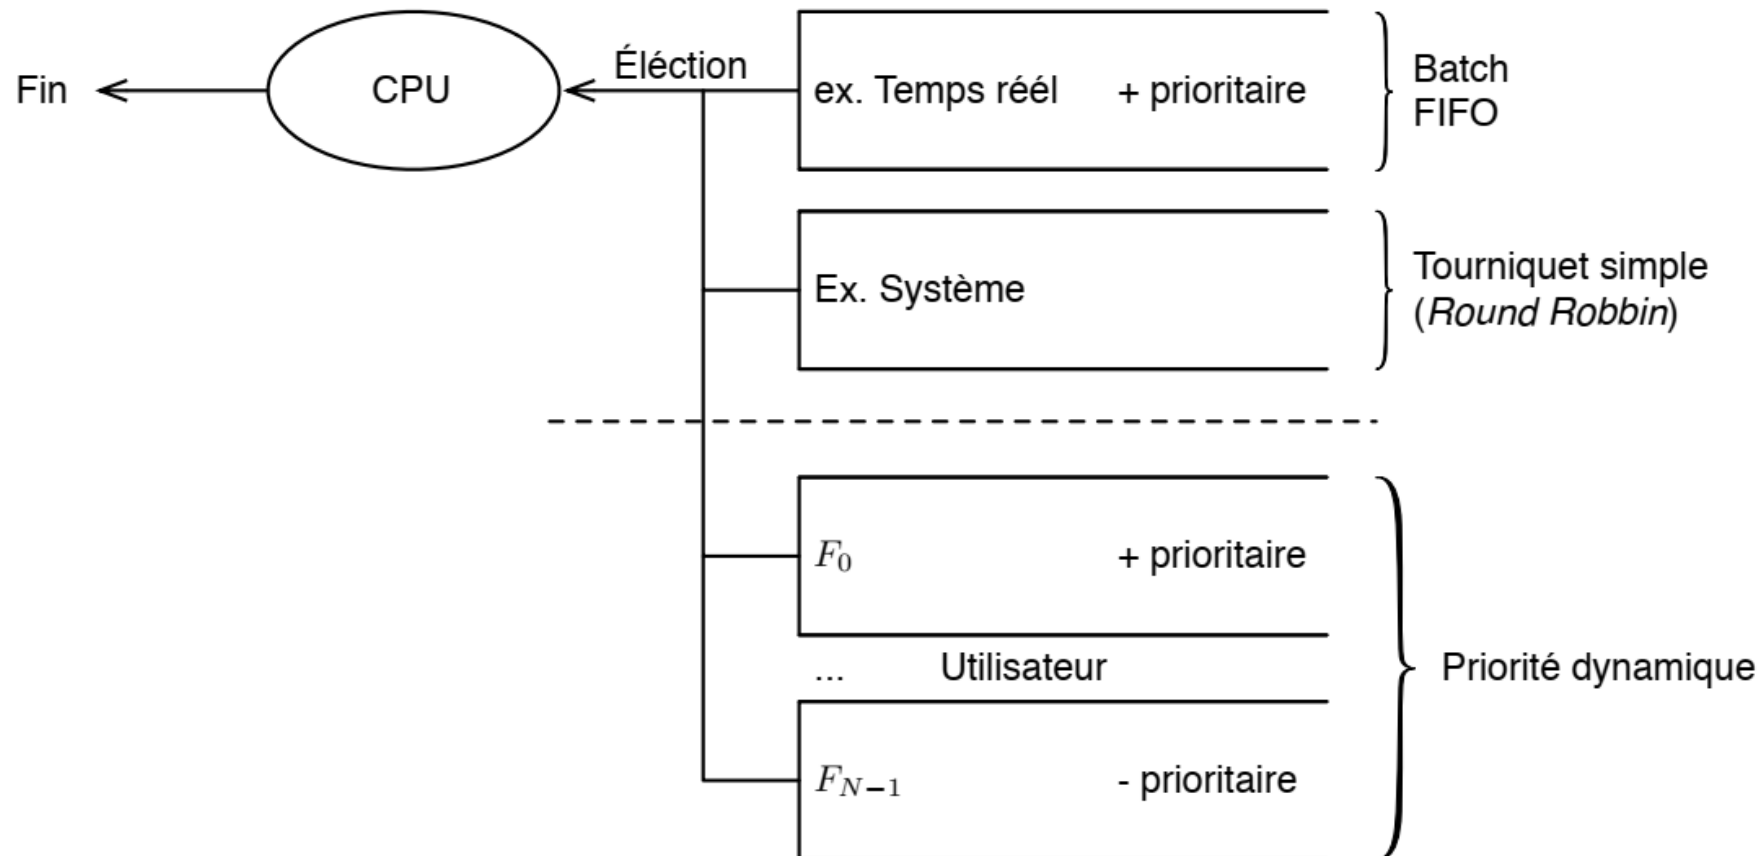 Fin
CPU
Éléction
ex. Temps réél + prioritaire
Batch
FIFO
Ex. Système
Tourniquet simple
(Round Robbin)
F₀ + prioritaire
... Utilisateur
Priorité dynamique
F_{N−1} - prioritaire